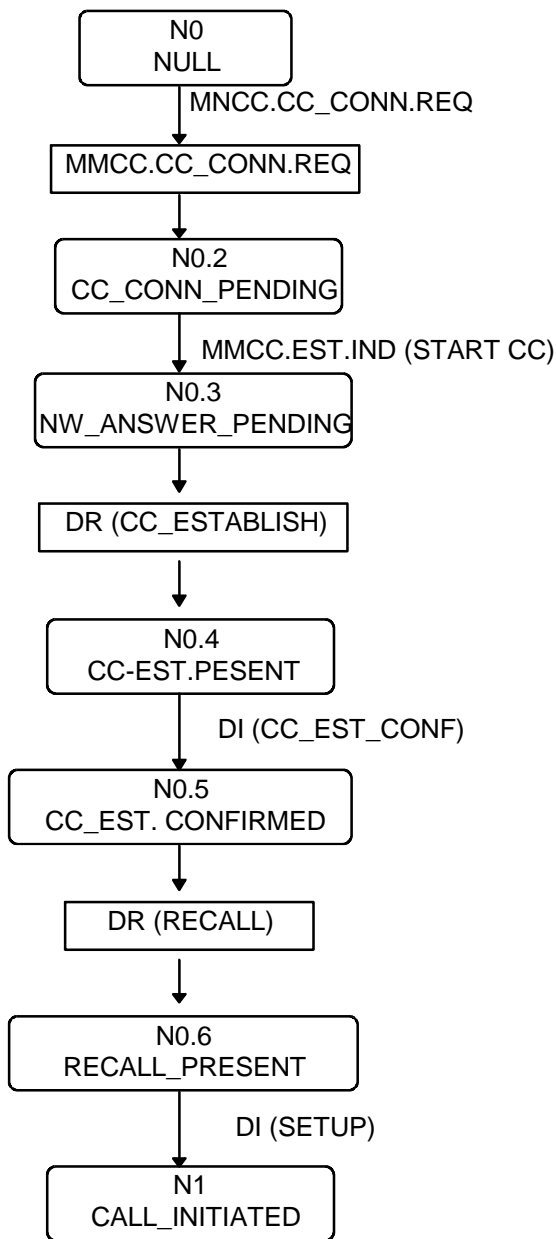 N0
NULL
MNCC.CC_CONN.REQ
MMCC.CC_CONN.REQ
N0.2
CC_CONN_PENDING
MMCC.EST.IND (START CC)
N0.3
NW_ANSWER_PENDING
DR (CC_ESTABLISH)
N0.4
CC-EST.PESENT
DI (CC_EST_CONF)
N0.5
CC_EST. CONFIRMED
DR (RECALL)
N0.6
RECALL_PRESENT
DI (SETUP)
N1
CALL_INITIATED